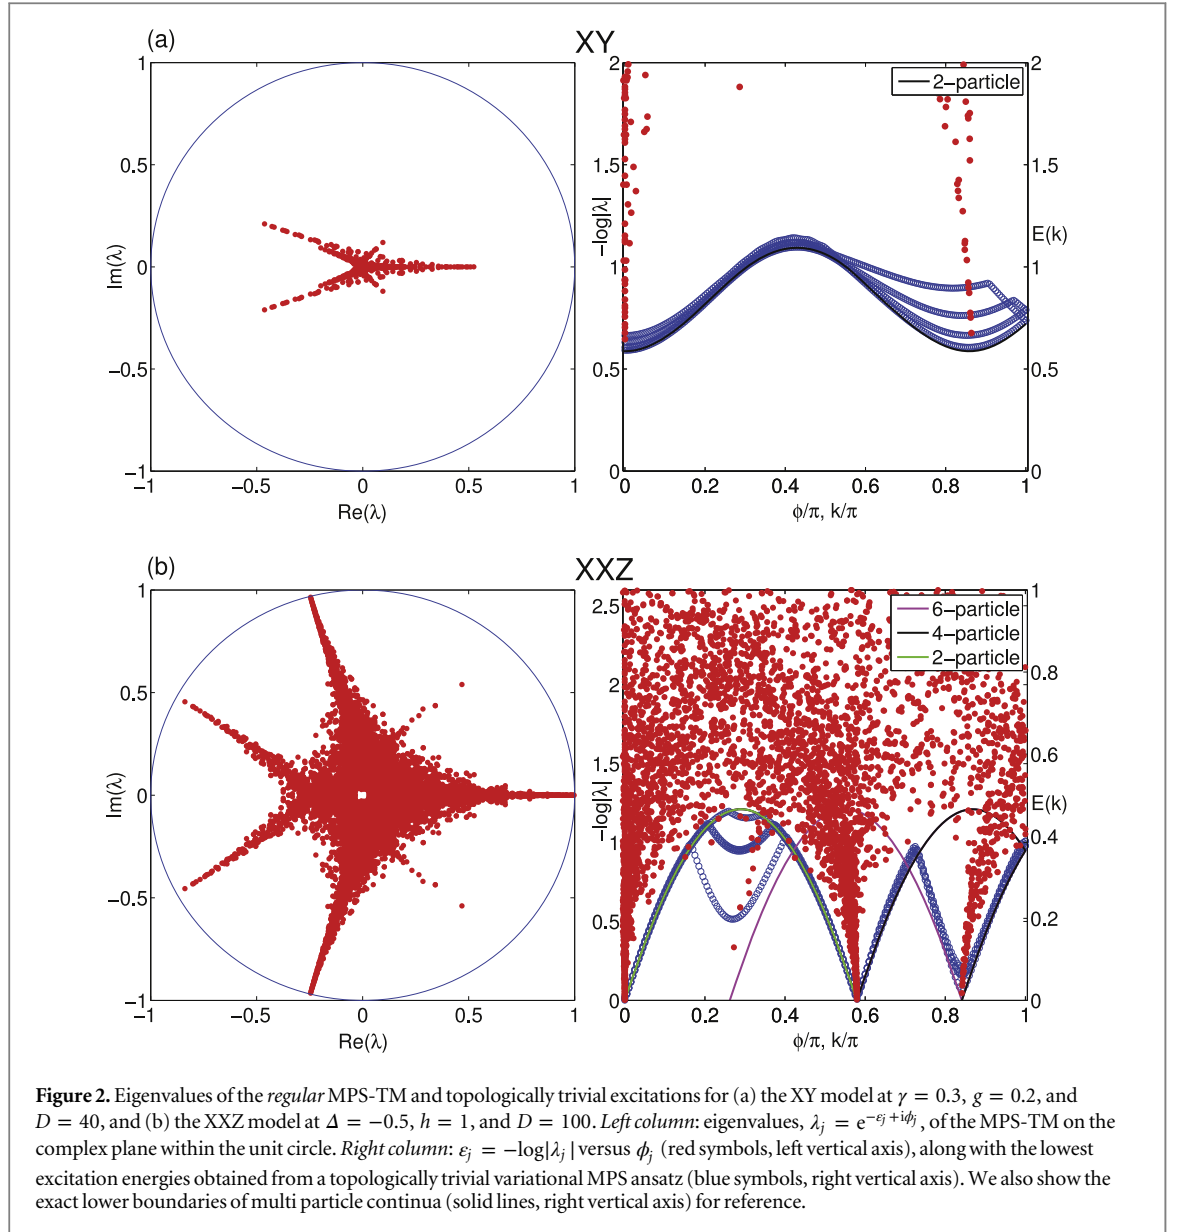 (a)
XY
1
0.5
0
−0.5
−1
Im(λ)
−1
−0.5
0
0.5
1
Re(λ)
2
1.5
1
0.5
0
−log|λ|
2
1.5
1
0.5
0
E(k)
2−particle
0
0.2
0.4
0.6
0.8
1
ϕ/π, k/π
(b)
XXZ
1
0.5
0
−0.5
−1
Im(λ)
−1
−0.5
0
0.5
1
Re(λ)
2.5
2
1.5
1
0.5
0
−log|λ|
1
0.8
0.6
0.4
0.2
0
E(k)
6−particle
4−particle
2−particle
0
0.2
0.4
0.6
0.8
1
ϕ/π, k/π
Figure 2. Eigenvalues of the regular MPS-TM and topologically trivial excitations for (a) the XY model at γ = 0.3, g = 0.2, and
D = 40, and (b) the XXZ model at Δ = −0.5, h = 1, and D = 100. Left column: eigenvalues, λⱼ = e^{−εⱼ+iϕⱼ}, of the MPS-TM on the
complex plane within the unit circle. Right column: εⱼ = −log|λⱼ| versus ϕⱼ (red symbols, left vertical axis), along with the lowest
excitation energies obtained from a topologically trivial variational MPS ansatz (blue symbols, right vertical axis). We also show the
exact lower boundaries of multi particle continua (solid lines, right vertical axis) for reference.